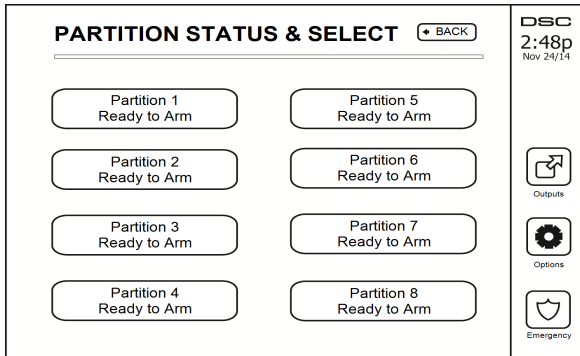 PARTITION STATUS & SELECT
BACK
DSC
2:48p
Nov 24/14
Partition 1
Ready to Arm
Partition 5
Ready to Arm
Partition 2
Ready to Arm
Partition 6
Ready to Arm
Partition 3
Ready to Arm
Partition 7
Ready to Arm
Partition 4
Ready to Arm
Partition 8
Ready to Arm
Outputs
Options
Emergency